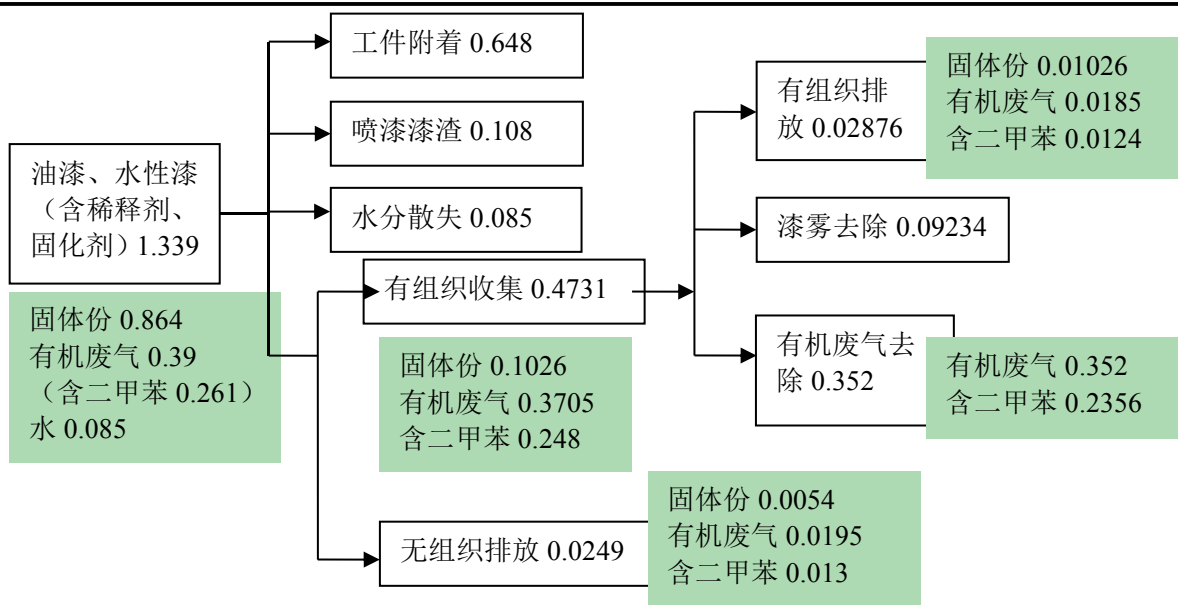 工件附着 0.648
喷漆漆渣 0.108
水分散失 0.085
油漆、水性漆
（含稀释剂、
固化剂）1.339
固体份 0.864
有机废气 0.39
（含二甲苯 0.261）
水 0.085
有组织收集 0.4731
固体份 0.1026
有机废气 0.3705
含二甲苯 0.248
无组织排放 0.0249
固体份 0.0054
有机废气 0.0195
含二甲苯 0.013
有组织排
放 0.02876
固体份 0.01026
有机废气 0.0185
含二甲苯 0.0124
漆雾去除 0.09234
有机废气去
除 0.352
有机废气 0.352
含二甲苯 0.2356